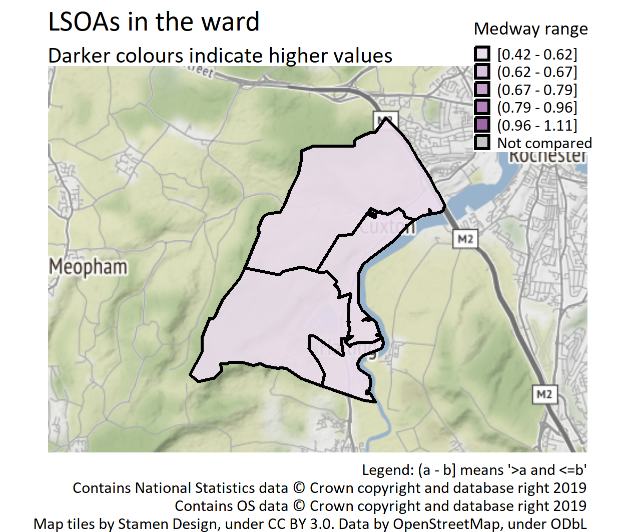 LSOAs in the ward
Darker colours indicate higher values
Medway range
[0.42 - 0.62]
(0.62 - 0.67]
(0.67 - 0.79]
(0.79 - 0.96]
(0.96 - 1.11]
Not compared
reet
M2
Rochester
Cuxton
M2
Meopham
M2
Legend: (a - b] means '>a and <=b'
Contains National Statistics data © Crown copyright and database right 2019
Contains OS data © Crown copyright and database right 2019
Map tiles by Stamen Design, under CC BY 3.0. Data by OpenStreetMap, under ODbL